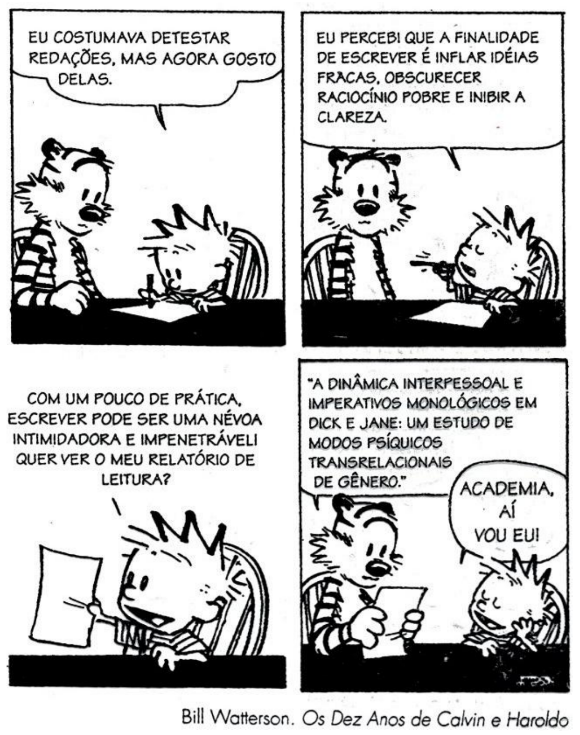 EU COSTUMAVA DETESTAR
REDAÇÕES, MAS AGORA GOSTO
DELAS.
EU PERCEBI QUE A FINALIDADE
DE ESCREVER É INFLAR IDÉIAS
FRACAS, OBSCURECER
RACIOCÍNIO POBRE E INIBIR A
CLAREZA.
COM UM POUCO DE PRÁTICA,
ESCREVER PODE SER UMA NÉVOA
INTIMIDADORA E IMPENETRÁVEL!
QUER VER O MEU RELATÓRIO DE
LEITURA?
"A DINÂMICA INTERPESSOAL E
IMPERATIVOS MONOLÓGICOS EM
DICK E JANE: UM ESTUDO DE
MODOS PSÍQUICOS
TRANSRELACIONAIS
DE GÊNERO."
ACADEMIA,
AÍ
VOU EU!
Bill Watterson. Os Dez Anos de Calvin e Haroldo